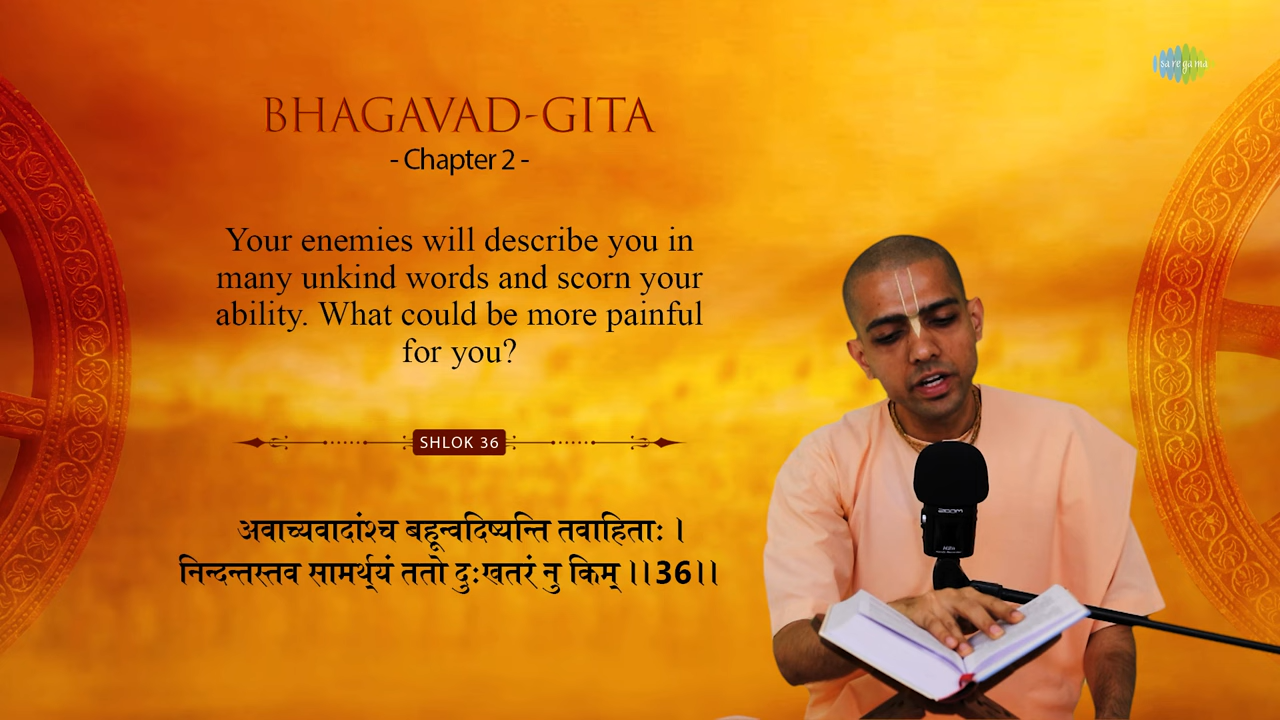 saregama
BHAGAVAD-GITA
- Chapter 2 -
Your enemies will describe you in
many unkind words and scorn your
ability. What could be more painful
for you?
SHLOK 36
अवाच्यवादांश्च बहून्वदिष्यन्ति तवाहिताः ।
निन्दन्तस्तव सामर्थ्यं ततो दुःखतरं नु किम् ।।36।।
zoom